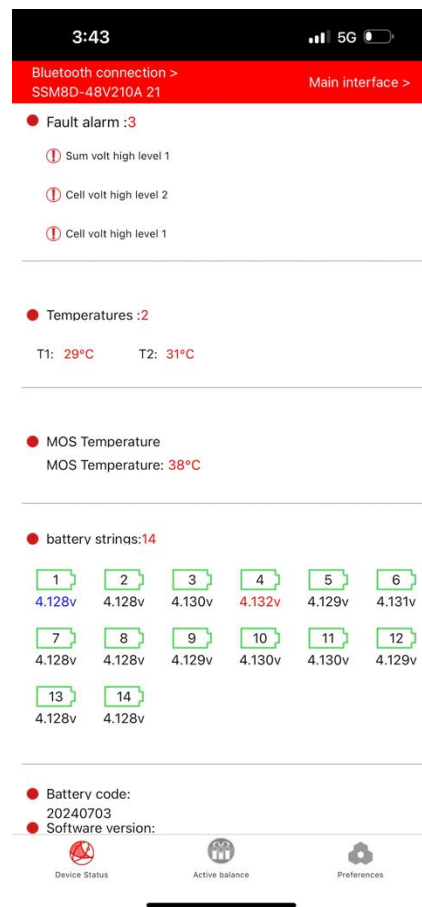 3:43 5G
Bluetooth connection >
SSM8D-48V210A 21 Main interface >
Fault alarm :3
Sum volt high level 1
Cell volt high level 2
Cell volt high level 1
Temperatures :2
T1: 29°C T2: 31°C
MOS Temperature
MOS Temperature: 38°C
battery strings:14
1 2 3 4 5 6
4.128v 4.128v 4.130v 4.132v 4.129v 4.131v
7 8 9 10 11 12
4.128v 4.128v 4.129v 4.130v 4.130v 4.129v
13 14
4.128v 4.128v
Battery code:
20240703
Software version:
Device Status Active balance Preferences